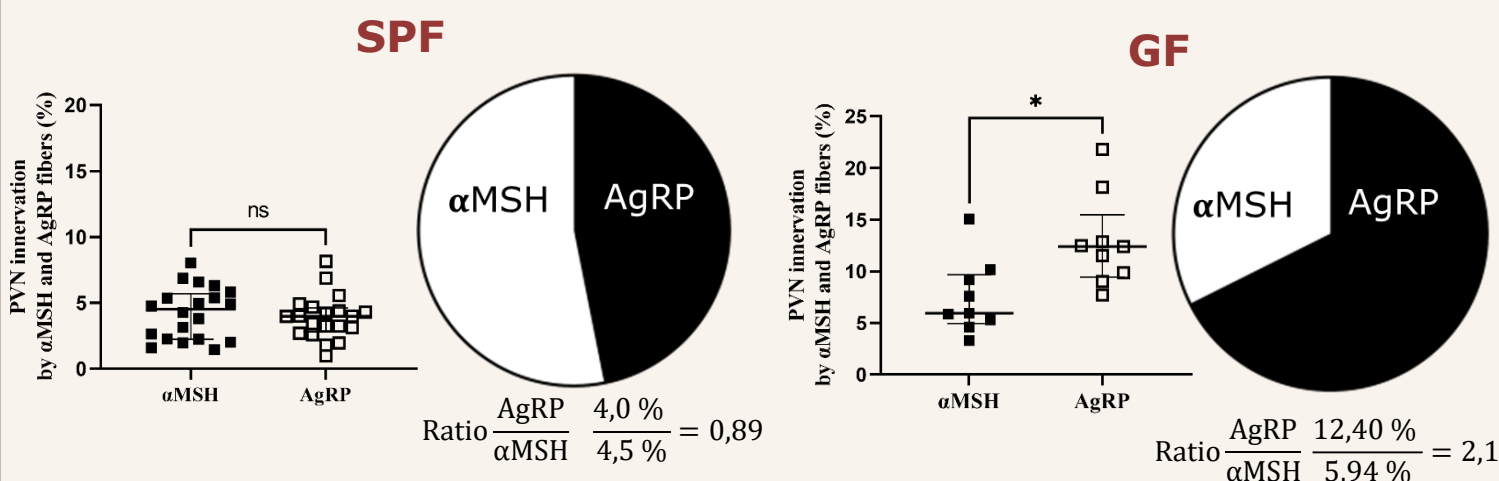 SPF
PVN innervation
by αMSH and AgRP fibers (%)
20
15
10
5
0
ns
αMSH
AgRP
αMSH
AgRP
Ratio AgRP/αMSH 4,0 %/4,5 % = 0,89
GF
PVN innervation
by αMSH and AgRP fibers (%)
25
20
15
10
5
0
*
αMSH
AgRP
αMSH
AgRP
Ratio AgRP/αMSH 12,40 %/5,94 % = 2,1